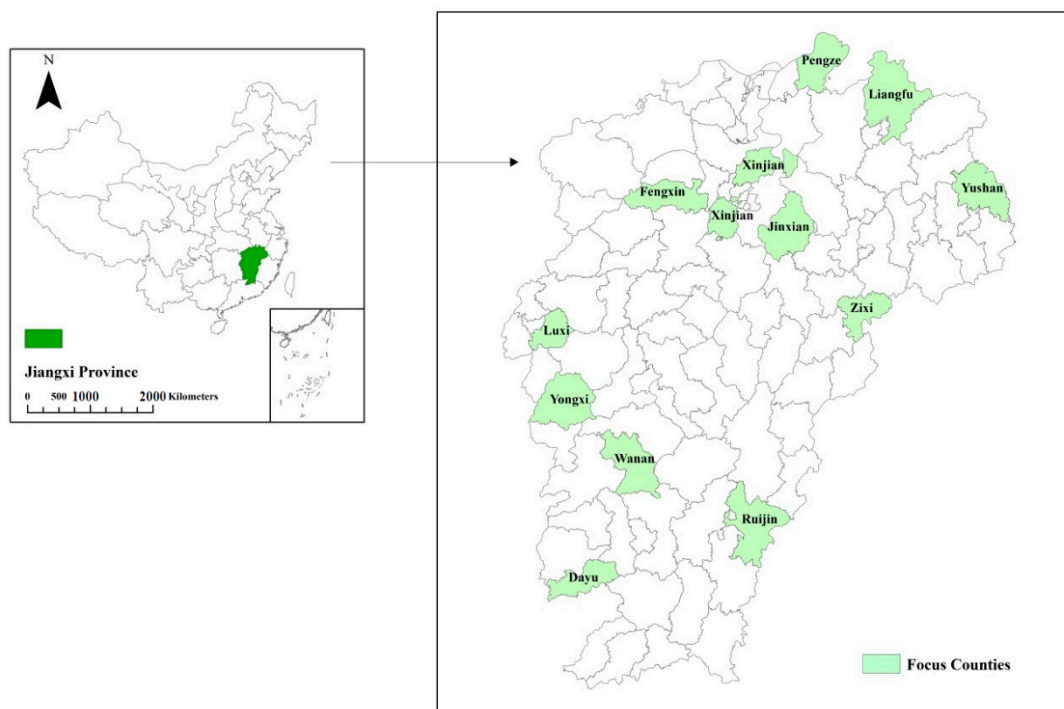 N
Jiangxi Province
0 500 1000 2000 Kilometers
Pengze
Liangfu
Xinjian
Fengxin
Yushan
Xinjian
Jinxian
Zixi
Luxi
Yongxi
Wanan
Ruijin
Dayu
Focus Counties